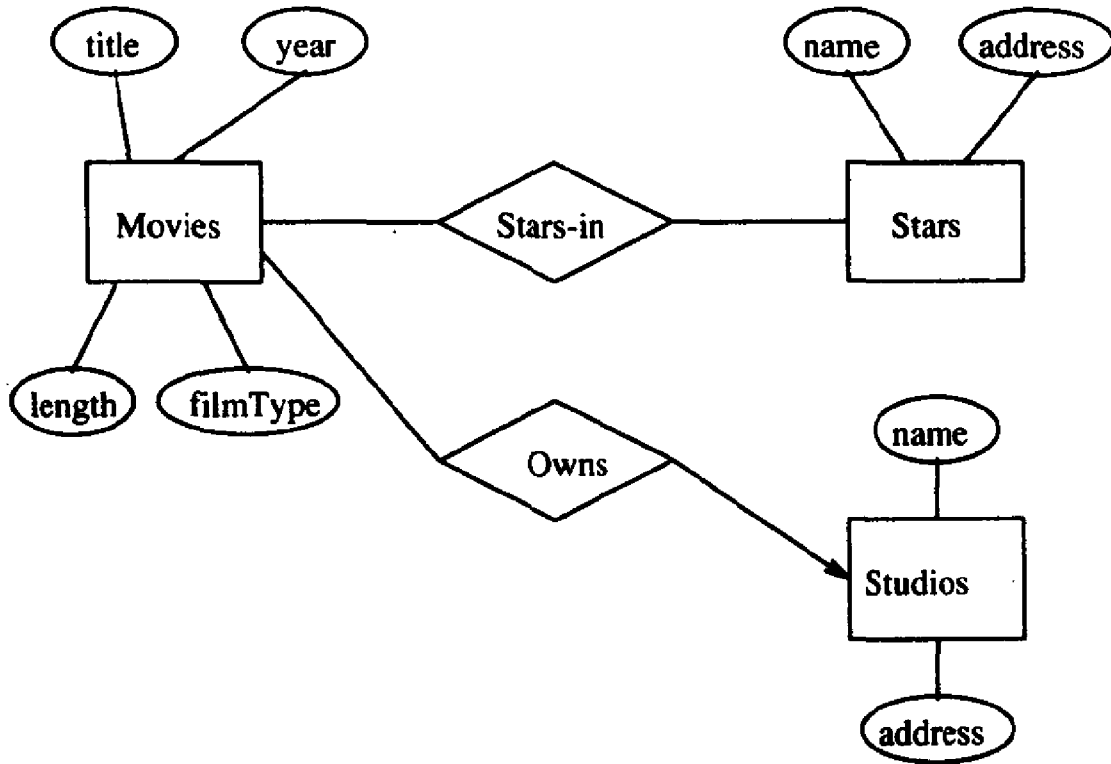 title
year
name
address
Movies
Stars-in
Stars
length
filmType
name
Owns
Studios
address